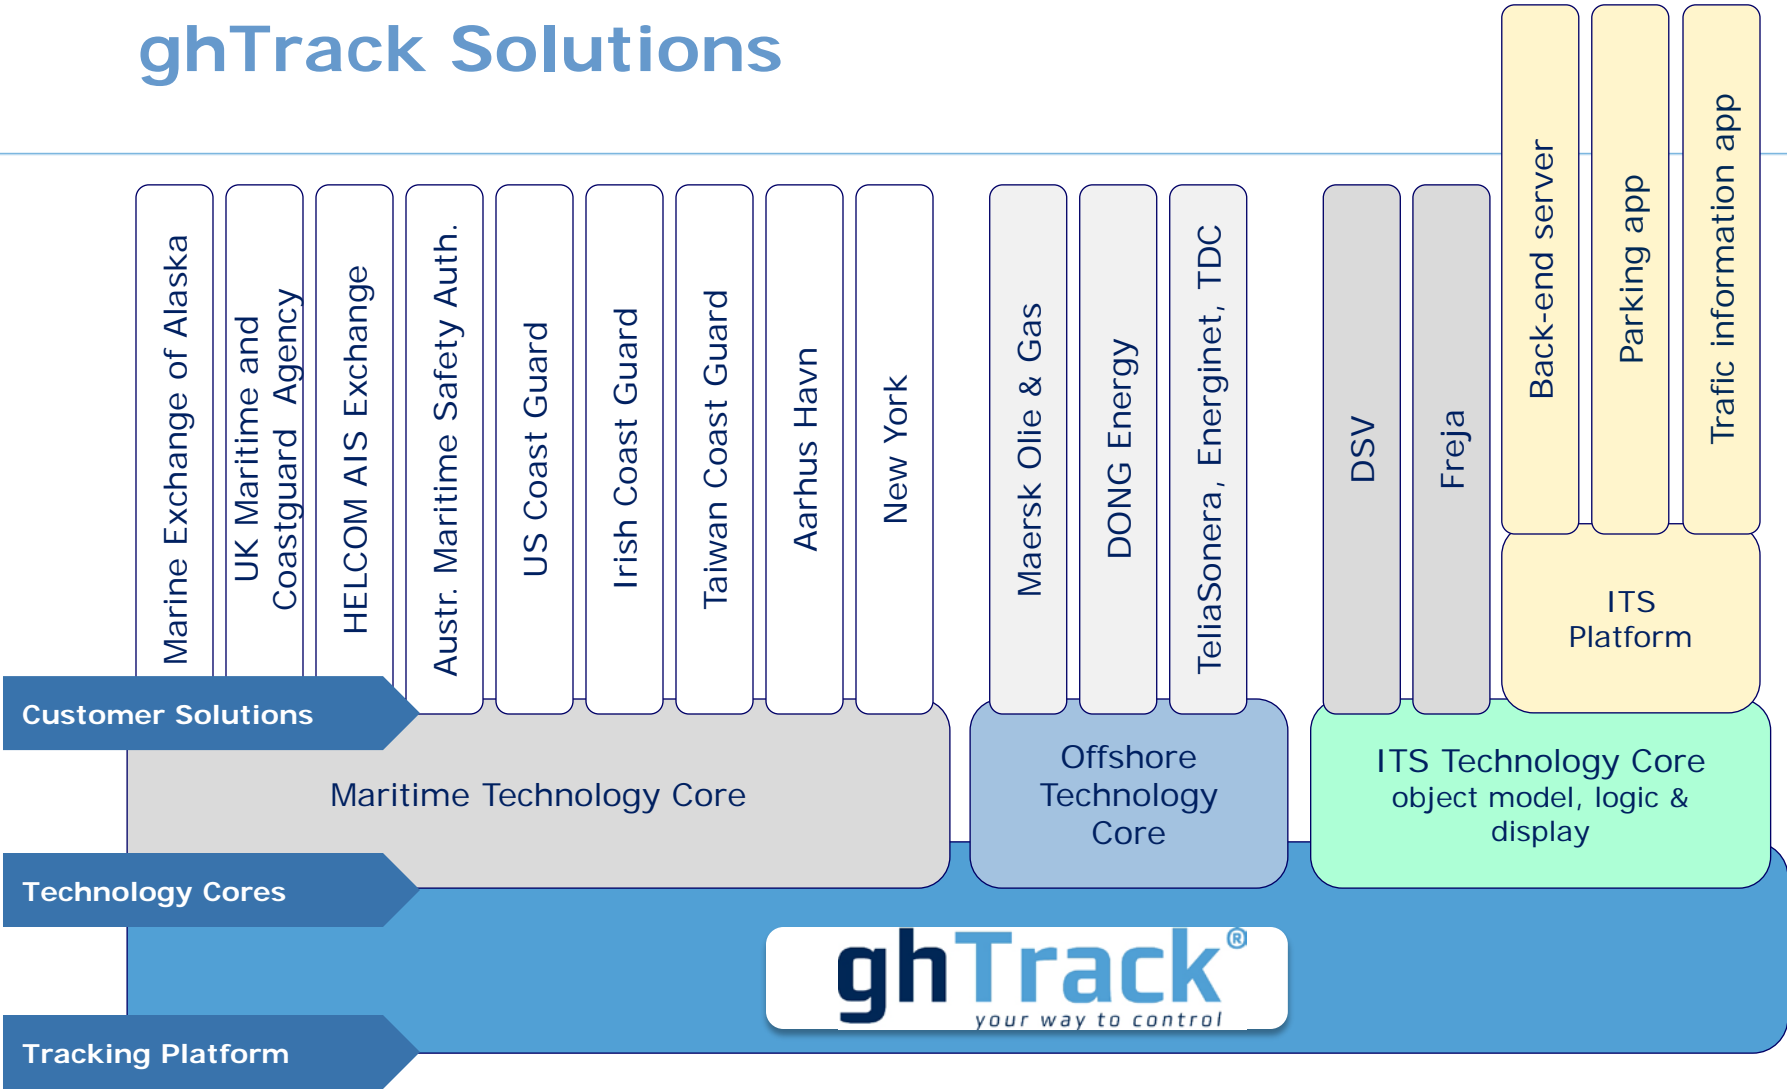 ghTrack Solutions
Marine Exchange of Alaska
UK Maritime and
Coastguard Agency
HELCOM AIS Exchange
Austr. Maritime Safety Auth.
US Coast Guard
Irish Coast Guard
Taiwan Coast Guard
Aarhus Havn
New York
Maersk Olie & Gas
DONG Energy
TeliaSonera, Energinet, TDC
DSV
Freja
Back-end server
Parking app
Trafic information app
ITS
Platform
Customer Solutions
Maritime Technology Core
Offshore
Technology
Core
ITS Technology Core
object model, logic &
display
Technology Cores
ghTrack®
your way to control
Tracking Platform